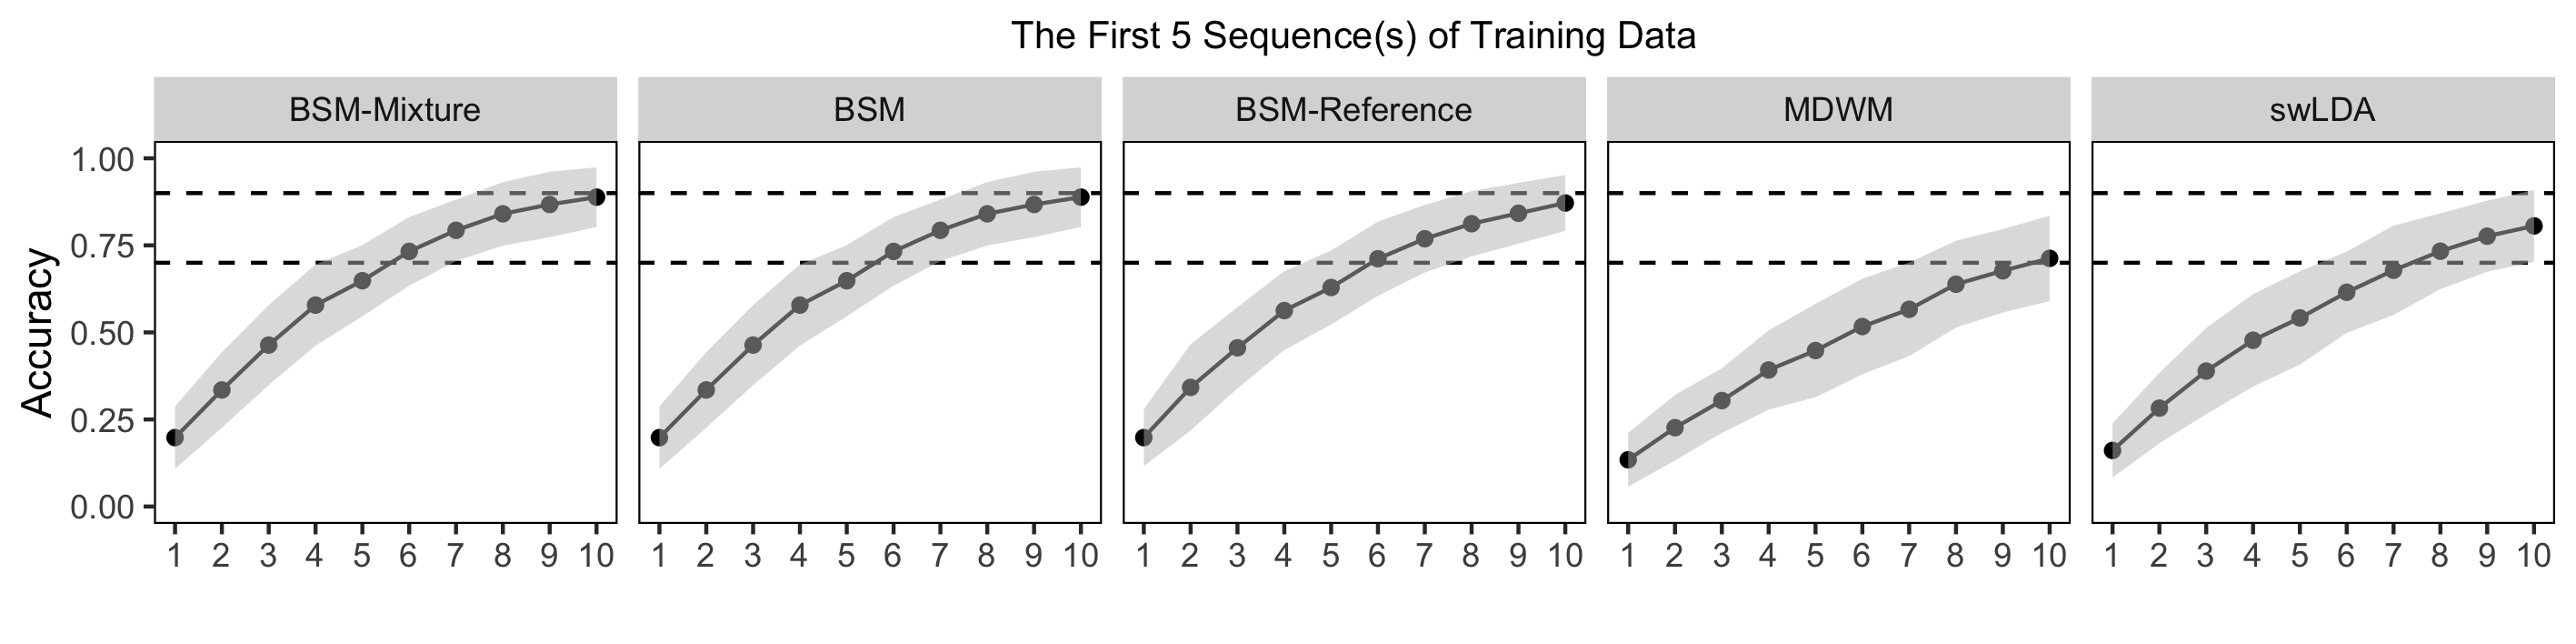 The First 5 Sequence(s) of Training Data
BSM-Mixture BSM BSM-Reference MDWM swLDA
Accuracy
1.00
0.75
0.50
0.25
0.00
1 2 3 4 5 6 7 8 9 10 1 2 3 4 5 6 7 8 9 10 1 2 3 4 5 6 7 8 9 10 1 2 3 4 5 6 7 8 9 10 1 2 3 4 5 6 7 8 9 10